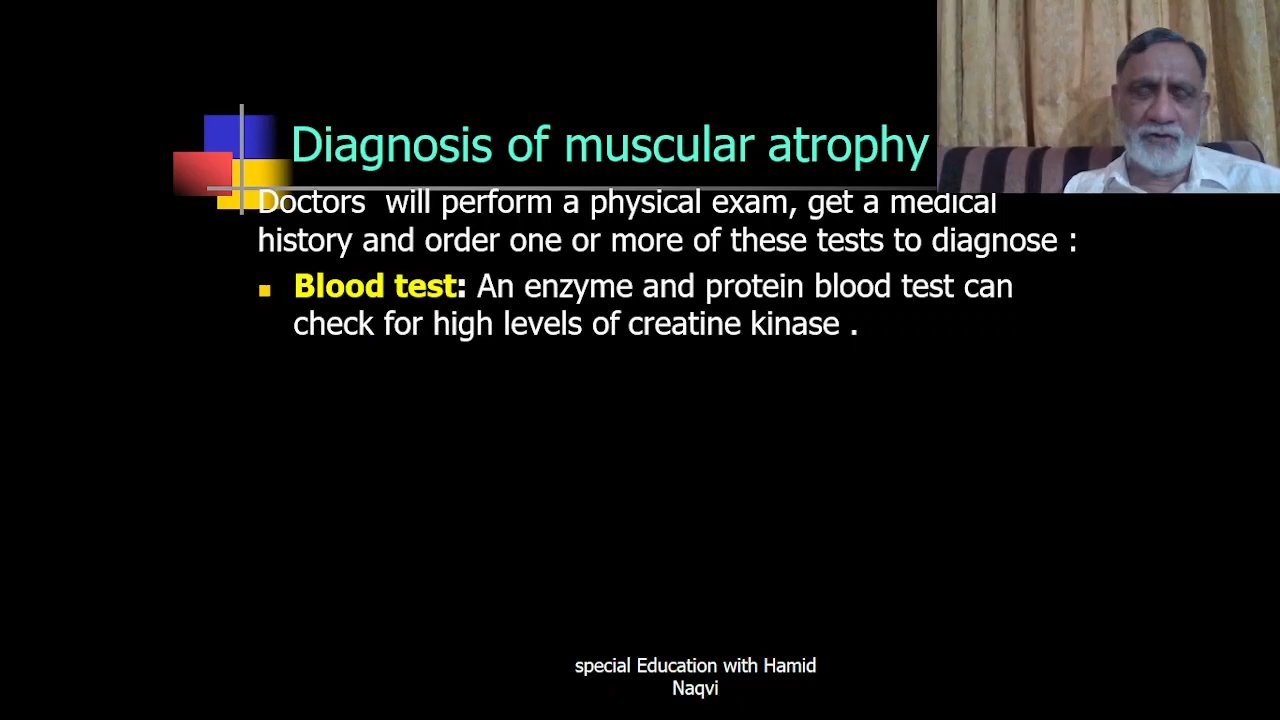 Diagnosis of muscular atrophy
Doctors  will perform a physical exam, get a medical
history and order one or more of these tests to diagnose :
Blood test: An enzyme and protein blood test can
check for high levels of creatine kinase .
special Education with Hamid
Naqvi